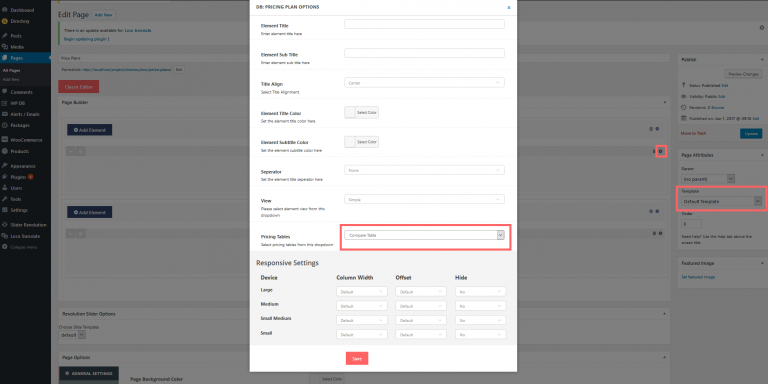 Dashboard
Directory
Posts
Media
Pages
All Pages
Add New
Comments
WP DB
Alerts / Emails
Packages
WooCommerce
Products
Appearance
Plugins
Users
Tools
Settings
Slider Revolution
Loco Translate
Collapse menu
Edit Page
Add New
There is an update available for: Loco Translate.
Begin updating plugin
Price Plans
Permalink:
Edit
Classic Editor
Page Builder
Add Element
Add Element
Revolution Slider Options
Choose Slide Template
default
Page Options
GENERAL SETTINGS
Page Background Color
Select Color
DB: PRICING PLAN OPTIONS
x
Element Title
Enter element title here
Element Sub Title
Enter element sub title here
Title Align
Select Title Alignment
Center
Element Title Color
Set the element title color here
Select Color
Element Subtitle Color
Set the element subtitle color here
Select Color
Seperator
Set the element title seperator here
None
View
Please select element view from this dropdown
Simple
Pricing Tables
Select pricing tables from this dropdown
Compare Table
Responsive Settings
Device Column Width Offset Hide
Large Default Default No
Medium Default Default No
Small Medium Default Default No
Small Default Default No
Save
Publish
Preview Changes
Status: Published Edit
Visibility: Public Edit
Revisions: 2 Browse
Move to Trash
Update
Page Attributes
Parent
(no parent)
Template
Default Template
Order
0
Need help? Use the Help tab above the screen title.
Featured Image
Set featured image